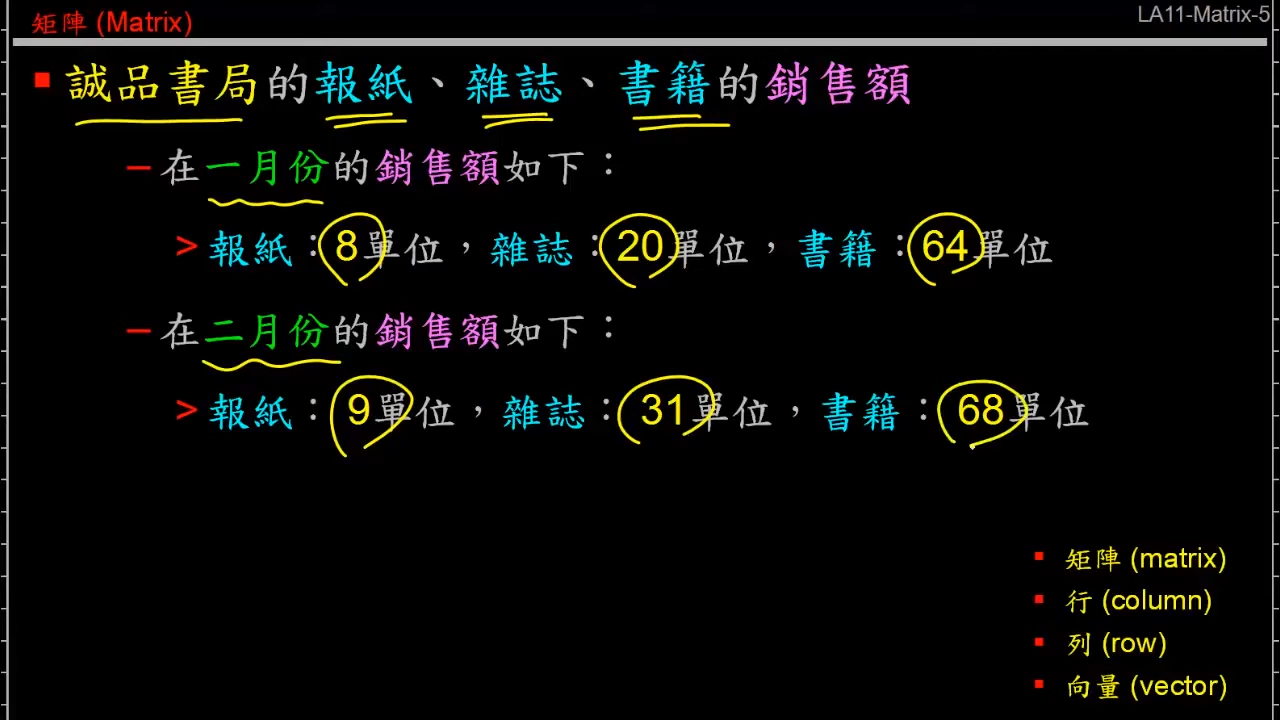 矩陣 (Matrix)
LA11-Matrix-5
誠品書局的報紙、雜誌、書籍的銷售額
– 在一月份的銷售額如下：
> 報紙：8單位，雜誌：20單位，書籍：64單位
– 在二月份的銷售額如下：
> 報紙：9單位，雜誌：31單位，書籍：68單位
矩陣 (matrix)
行 (column)
列 (row)
向量 (vector)